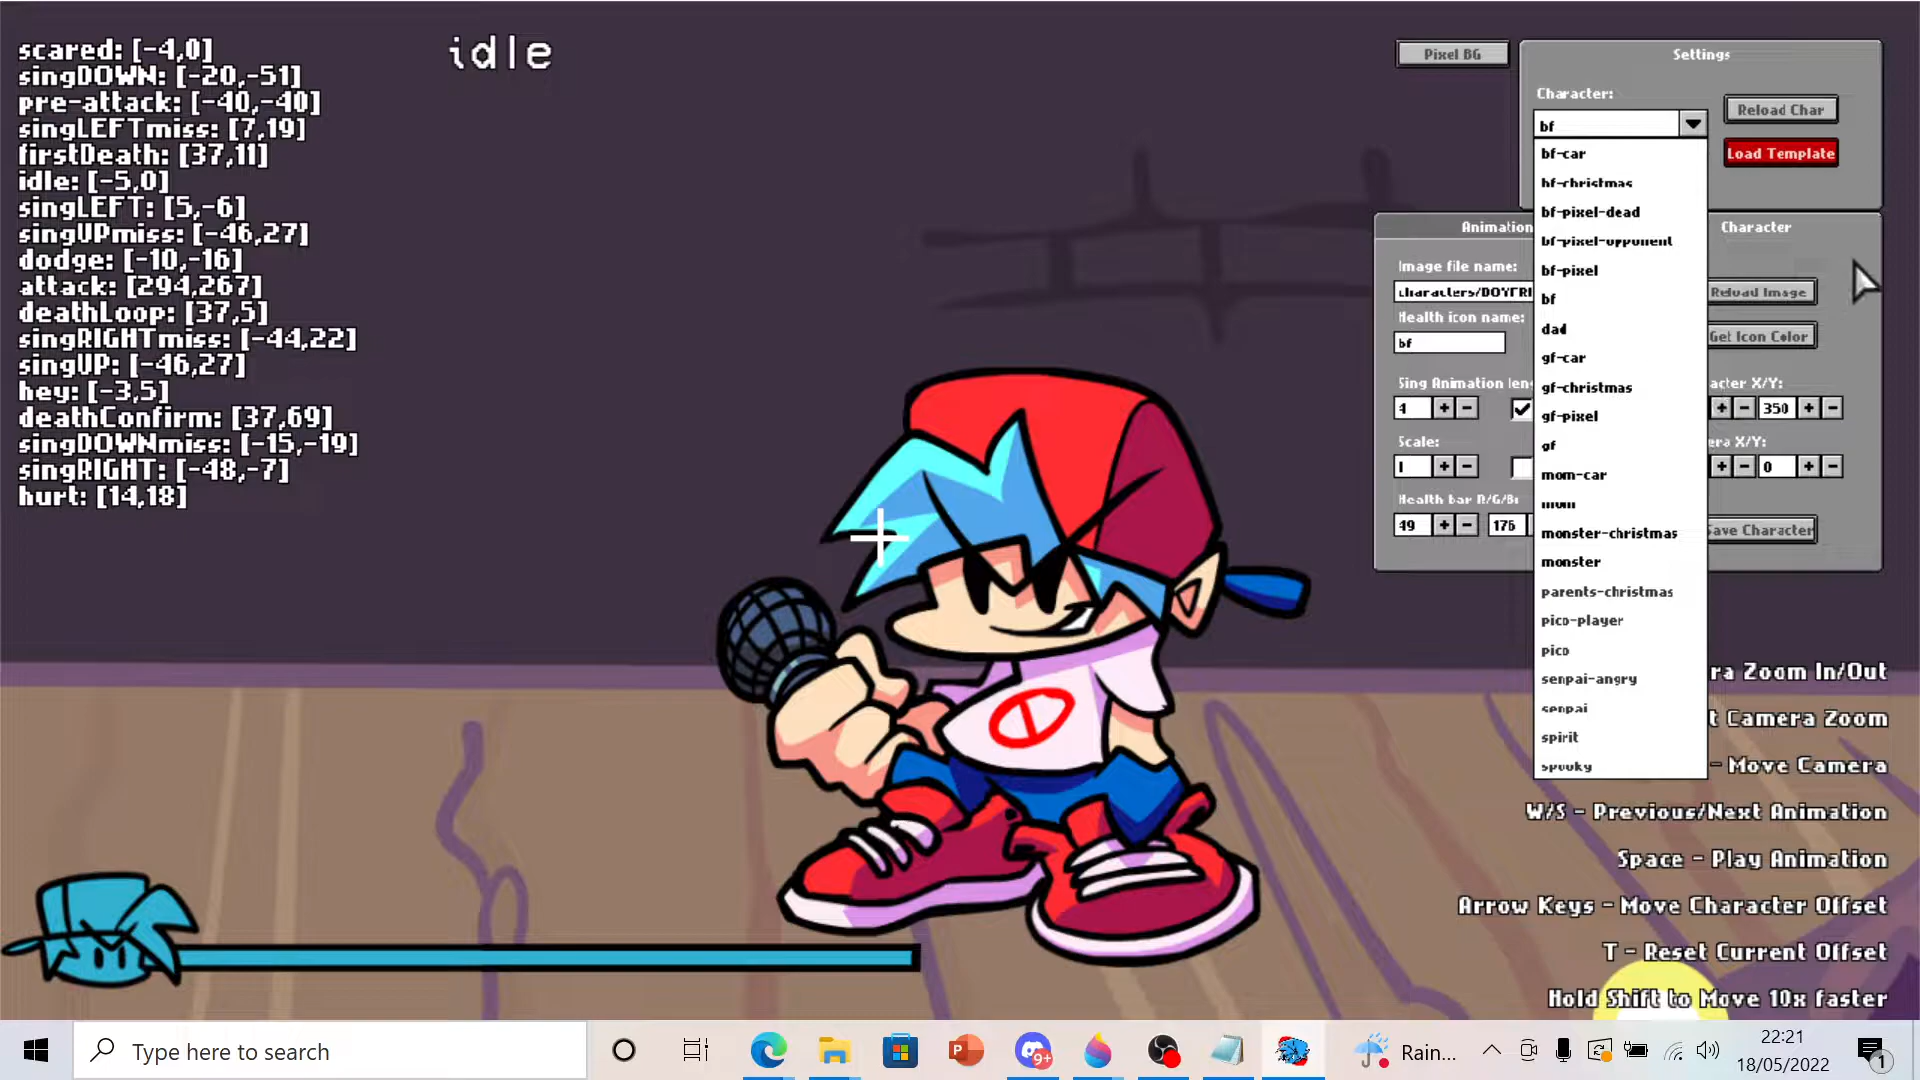 scared: [-4,0]
singDOWN: [-20,-51]
pre-attack: [-40,-40]
singLEFTmiss: [7,19]
firstDeath: [37,11]
idle: [-5,0]
singLEFT: [5,-6]
singUPmiss: [-46,27]
dodge: [-10,-16]
attack: [294,267]
deathLoop: [37,5]
singRIGHTmiss: [-44,22]
singUP: [-46,27]
hey: [-3,5]
deathConfirm: [37,69]
singDOWNmiss: [-15,-19]
singRIGHT: [-48,-7]
hurt: [14,18]
idle
Pixel BG
Settings
Character:
bf
Reload Char
Load Template
bf-car
bf-christmas
bf-pixel-dead
bf-pixel-opponent
bf-pixel
bf
dad
gf-car
gf-christmas
gf-pixel
gf
mom-car
mom
monster-christmas
monster
parents-christmas
pico-player
pico
senpai-angry
senpai
spirit
spooky
Animation
Character
Image file name:
characters/BOYFRI
Reload Image
Health icon name:
bf
Get Icon Color
Sing Animation len
acter X/Y:
4 + -
+ - 350 + -
Scale:
era X/Y:
1 + -
+ - 0 + -
Health bar R/G/B:
49 + - 176
Save Character
ra Zoom In/Out
t Camera Zoom
- Move Camera
W/S - Previous/Next Animation
Space - Play Animation
Arrow Keys - Move Character Offset
T - Reset Current Offset
Hold Shift to Move 10x faster
Type here to search
9+
Rain...
22:21
18/05/2022
1